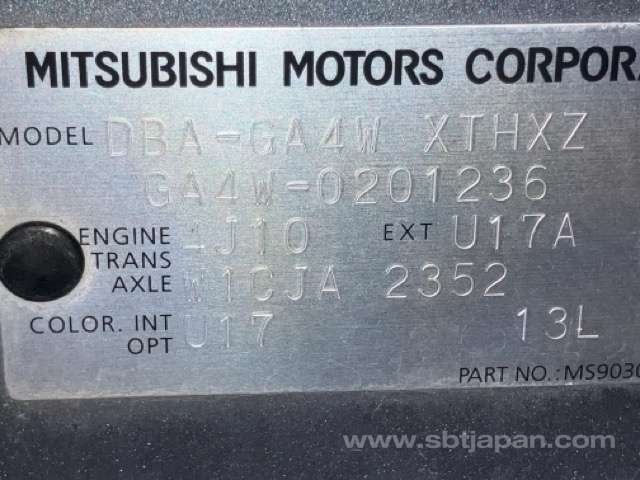 MITSUBISHI MOTORS CORPORA
MODEL DBA-GA4W XTHXZ
GA4W-0201236
ENGINE 4J10 EXT U17A
TRANS
AXLE W1CJA 2352
COLOR. INT U17 13L
OPT
PART NO.:MS9030
www.sbtjapan.com